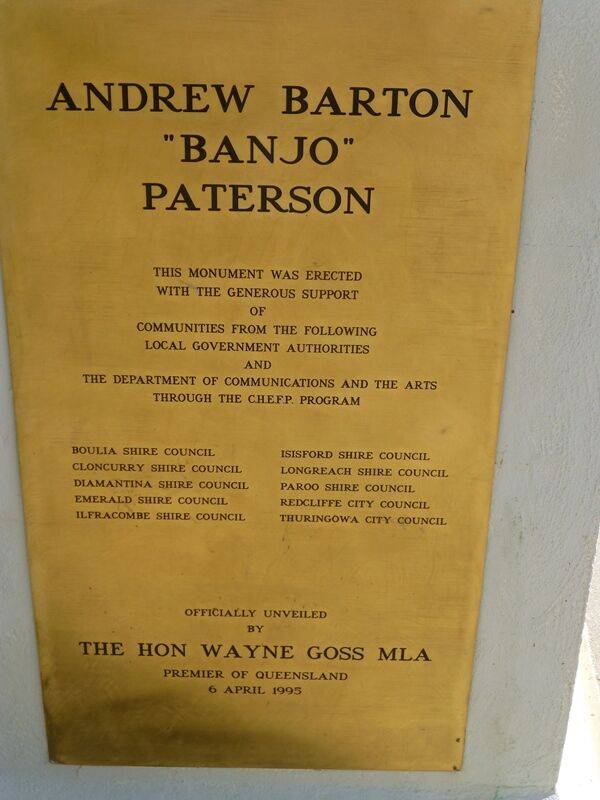 ANDREW BARTON
"BANJO"
PATERSON
THIS MONUMENT WAS ERECTED
WITH THE GENEROUS SUPPORT
OF
COMMUNITIES FROM THE FOLLOWING
LOCAL GOVERNMENT AUTHORITIES
AND
THE DEPARTMENT OF COMMUNICATIONS AND THE ARTS
THROUGH THE C.H.E.F.P. PROGRAM
BOULIA SHIRE COUNCIL
CLONCURRY SHIRE COUNCIL
DIAMANTINA SHIRE COUNCIL
EMERALD SHIRE COUNCIL
ILFRACOMBE SHIRE COUNCIL
ISISFORD SHIRE COUNCIL
LONGREACH SHIRE COUNCIL
PAROO SHIRE COUNCIL
REDCLIFFE CITY COUNCIL
THURINGOWA CITY COUNCIL
OFFICIALLY UNVEILED
BY
THE HON WAYNE GOSS MLA
PREMIER OF QUEENSLAND
6 APRIL 1995